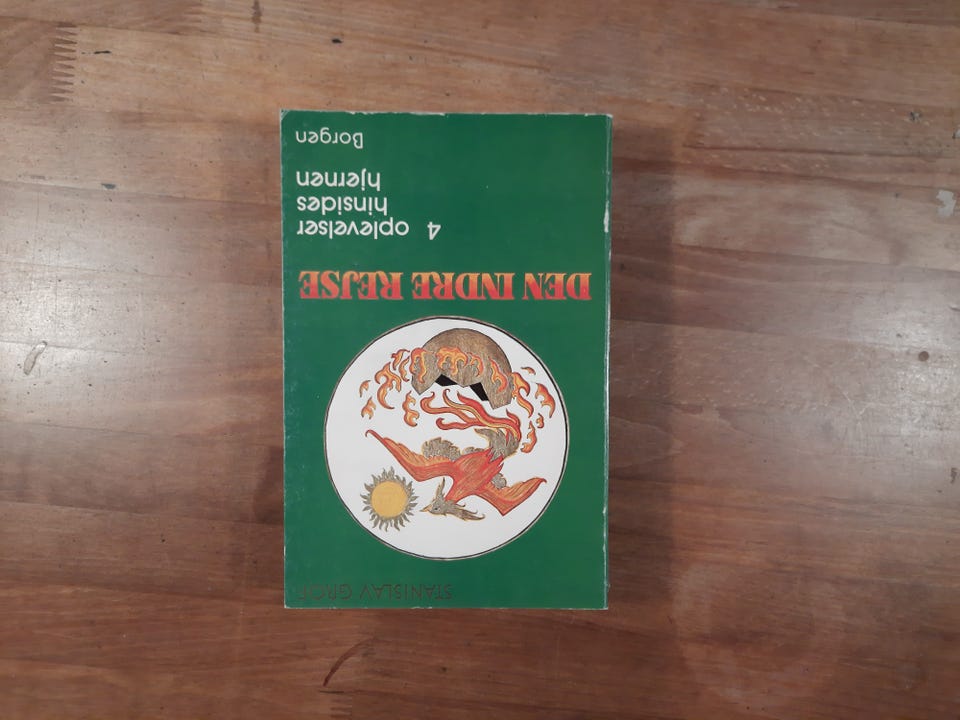 STANISLAV GROF
DEN INDRE REJSE
4 oplevelser
hinsides
hjernen
Borgen